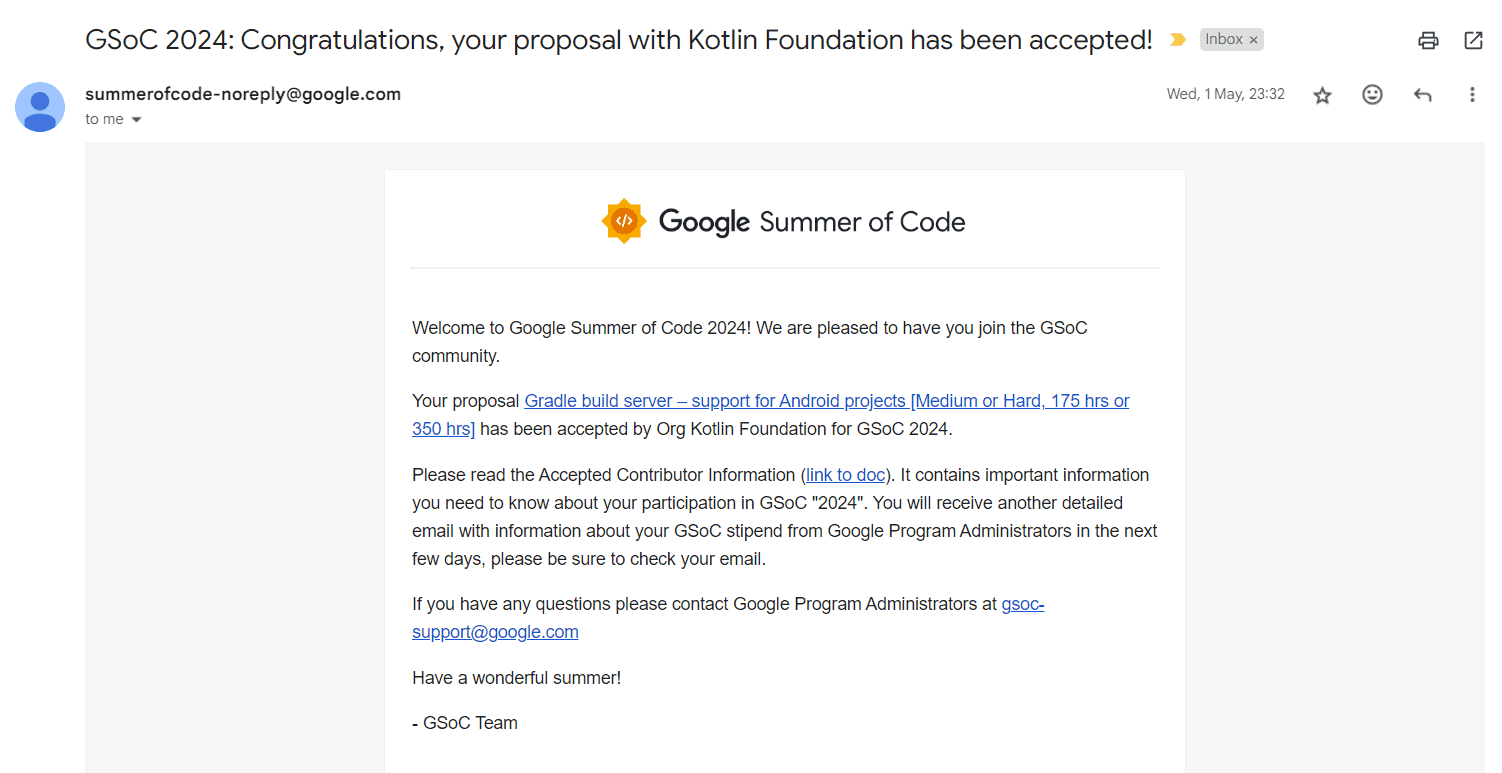 GSoC 2024: Congratulations, your proposal with Kotlin Foundation has been accepted!
Inbox ×
summerofcode-noreply@google.com
Wed, 1 May, 23:32
to me
</>
Google Summer of Code
Welcome to Google Summer of Code 2024! We are pleased to have you join the GSoC
community.
Your proposal Gradle build server – support for Android projects [Medium or Hard, 175 hrs or
350 hrs] has been accepted by Org Kotlin Foundation for GSoC 2024.
Please read the Accepted Contributor Information (link to doc). It contains important information
you need to know about your participation in GSoC "2024". You will receive another detailed
email with information about your GSoC stipend from Google Program Administrators in the next
few days, please be sure to check your email.
If you have any questions please contact Google Program Administrators at gsoc-
support@google.com
Have a wonderful summer!
- GSoC Team